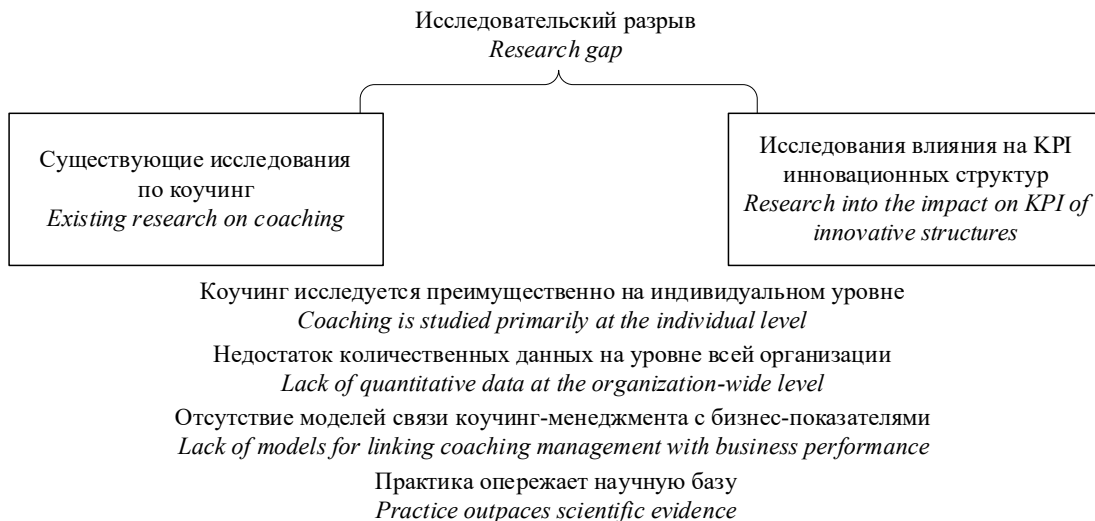 Исследовательский разрыв
Research gap
Существующие исследования
по коучинг
Existing research on coaching
Исследования влияния на KPI
инновационных структур
Research into the impact on KPI of
innovative structures
Коучинг исследуется преимущественно на индивидуальном уровне
Coaching is studied primarily at the individual level
Недостаток количественных данных на уровне всей организации
Lack of quantitative data at the organization-wide level
Отсутствие моделей связи коучинг-менеджмента с бизнес-показателями
Lack of models for linking coaching management with business performance
Практика опережает научную базу
Practice outpaces scientific evidence